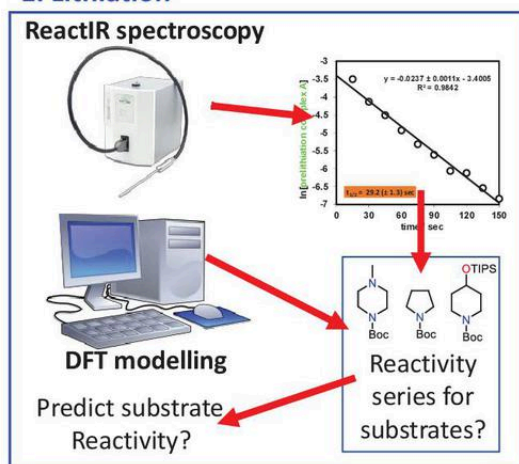 Lithiation
ReactIR spectroscopy
y = -0.0237 ± 0.0011x - 3.4005
R² = 0.9842
-3.5
-4
-4.5
-5
-5.5
-6
-6.5
-7
ln[prelithiation complex A]
t₁/₂ = 29.2 (± 1.3) sec
0 30 60 90 120 150
time / sec
DFT modelling
OTIPS
N N N N
Boc Boc Boc
Reactivity
series for
substrates?
Predict substrate
Reactivity?